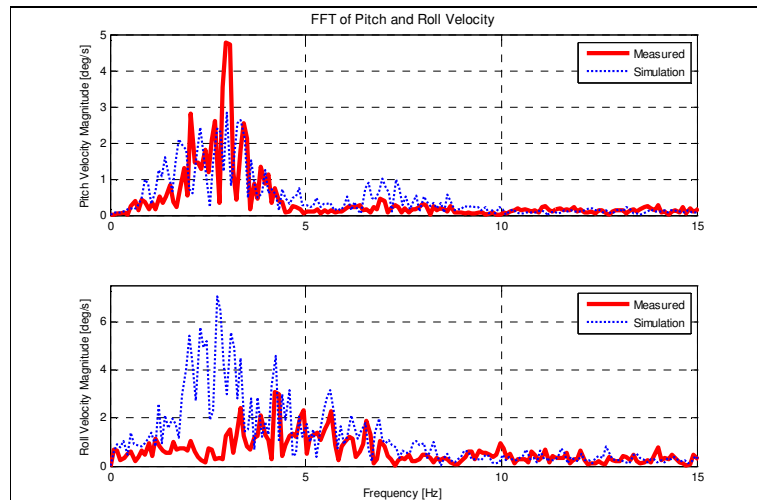 FFT of Pitch and Roll Velocity
Pitch Velocity Magnitude [deg/s]
5
4
3
2
1
0
0
5
10
15
Measured
Simulation
Roll Velocity Magnitude [deg/s]
6
4
2
0
0
5
10
15
Measured
Simulation
Frequency [Hz]